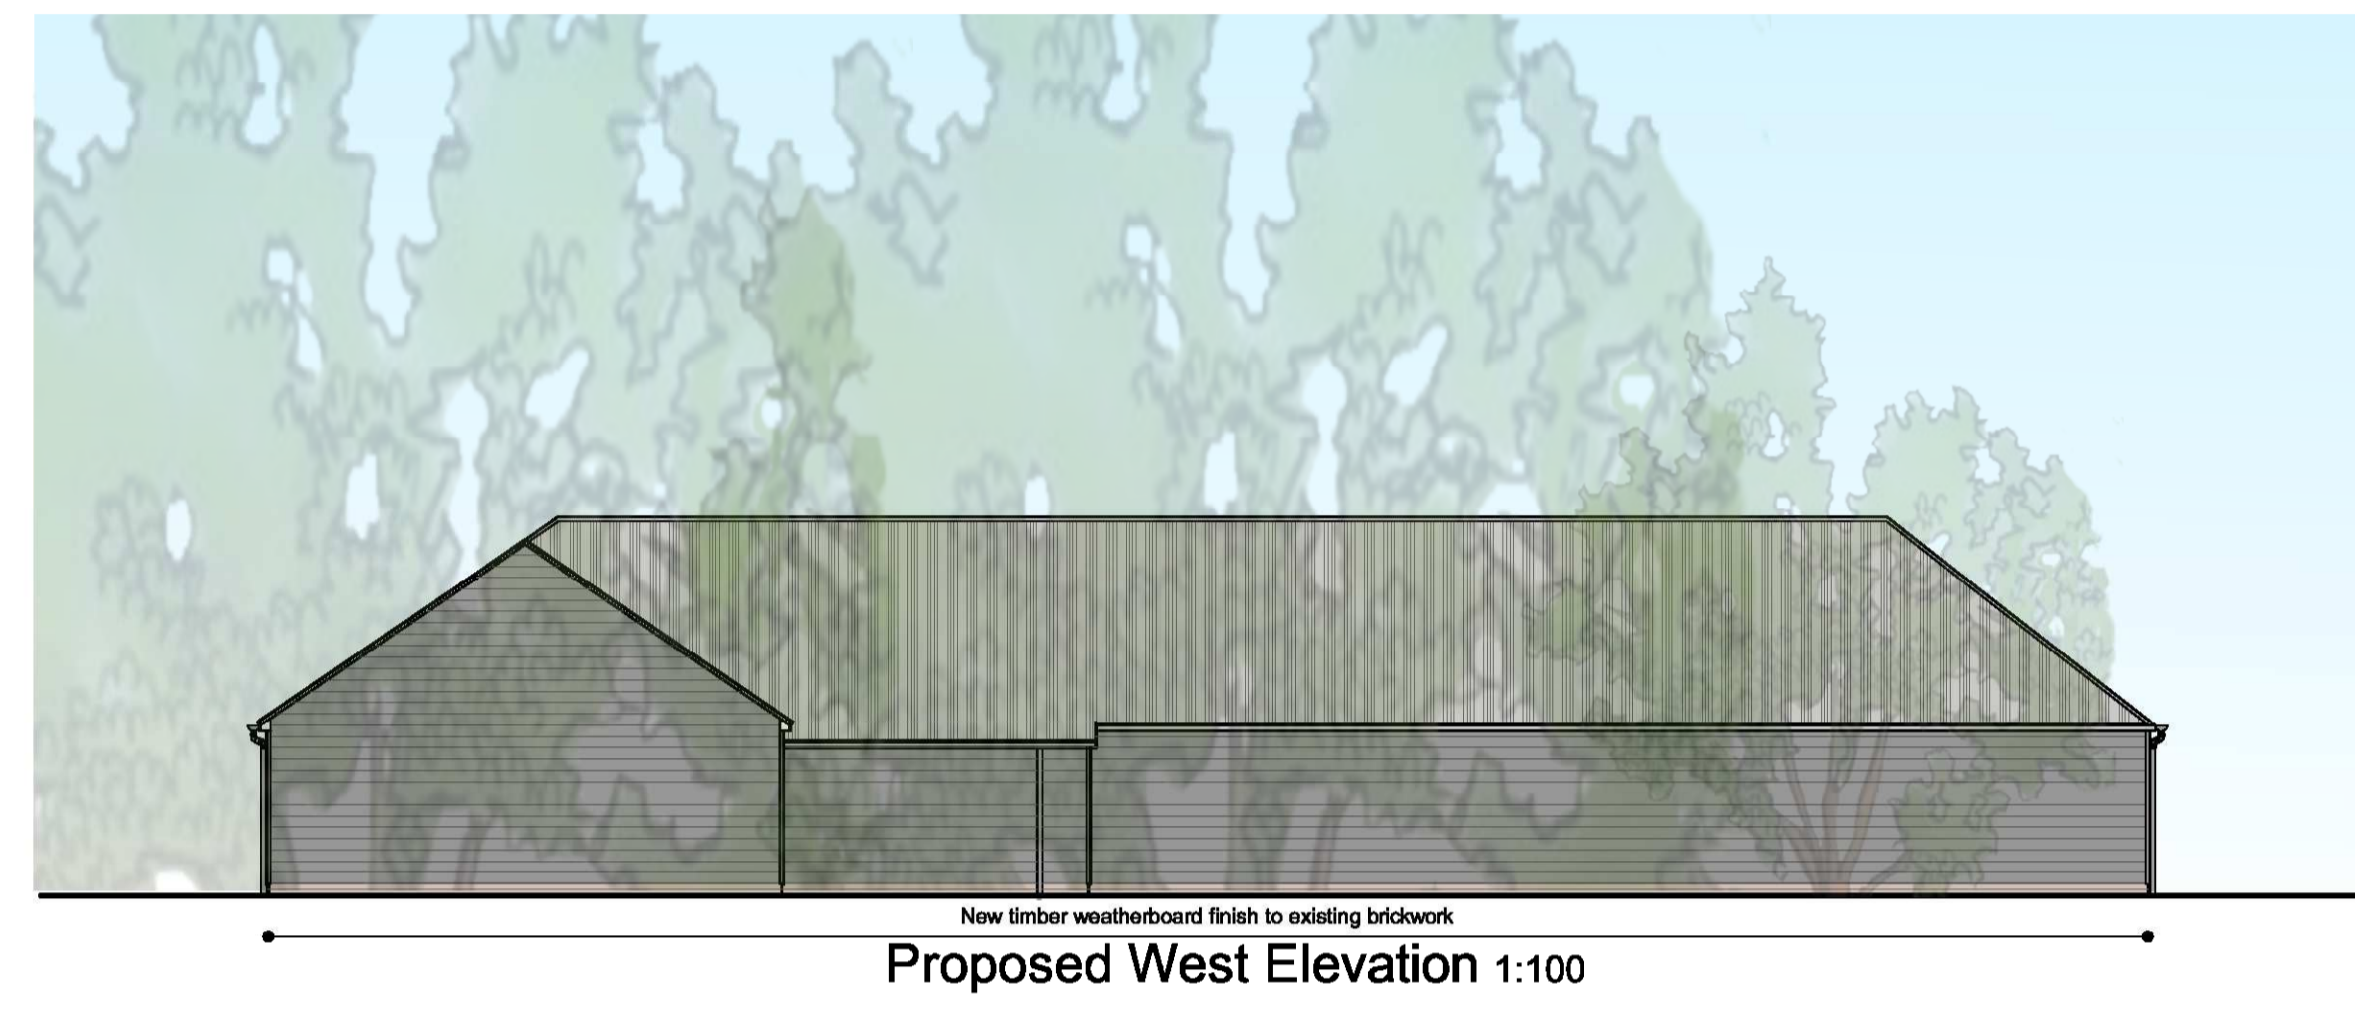 New timber weatherboard finish to existing brickwork
Proposed West Elevation 1:100